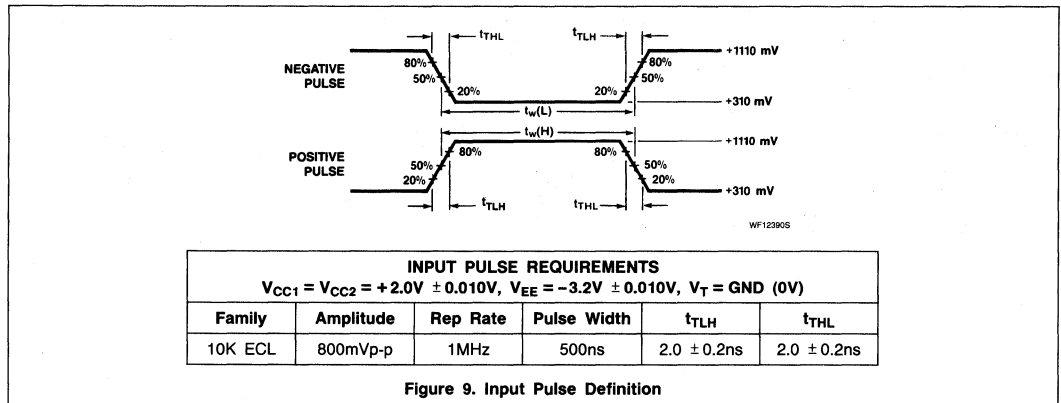 tTHL tTLH
NEGATIVE PULSE
80% 80% +1110 mV
50% 50%
20% 20%
+310 mV
tw(L)
tw(H)
POSITIVE PULSE
+1110 mV
80% 80%
50% 50%
20% 20%
+310 mV
tTLH tTHL
WF12390S
INPUT PULSE REQUIREMENTS
VCC1 = VCC2 = +2.0V ±0.010V, VEE = −3.2V ±0.010V, VT = GND (0V)
Family Amplitude Rep Rate Pulse Width tTLH tTHL
10K ECL 800mVp-p 1MHz 500ns 2.0 ±0.2ns 2.0 ±0.2ns
Figure 9. Input Pulse Definition